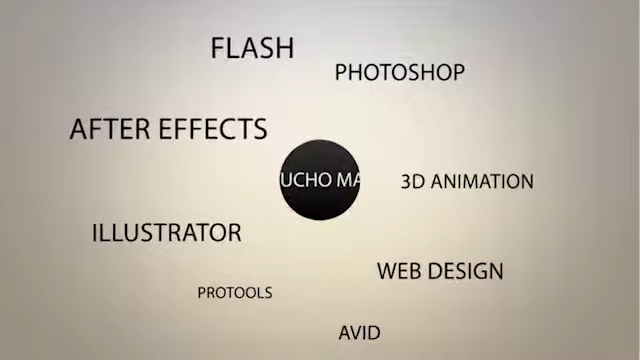 FLASH
PHOTOSHOP
AFTER EFFECTS
UCHO MA
3D ANIMATION
ILLUSTRATOR
WEB DESIGN
PROTOOLS
AVID